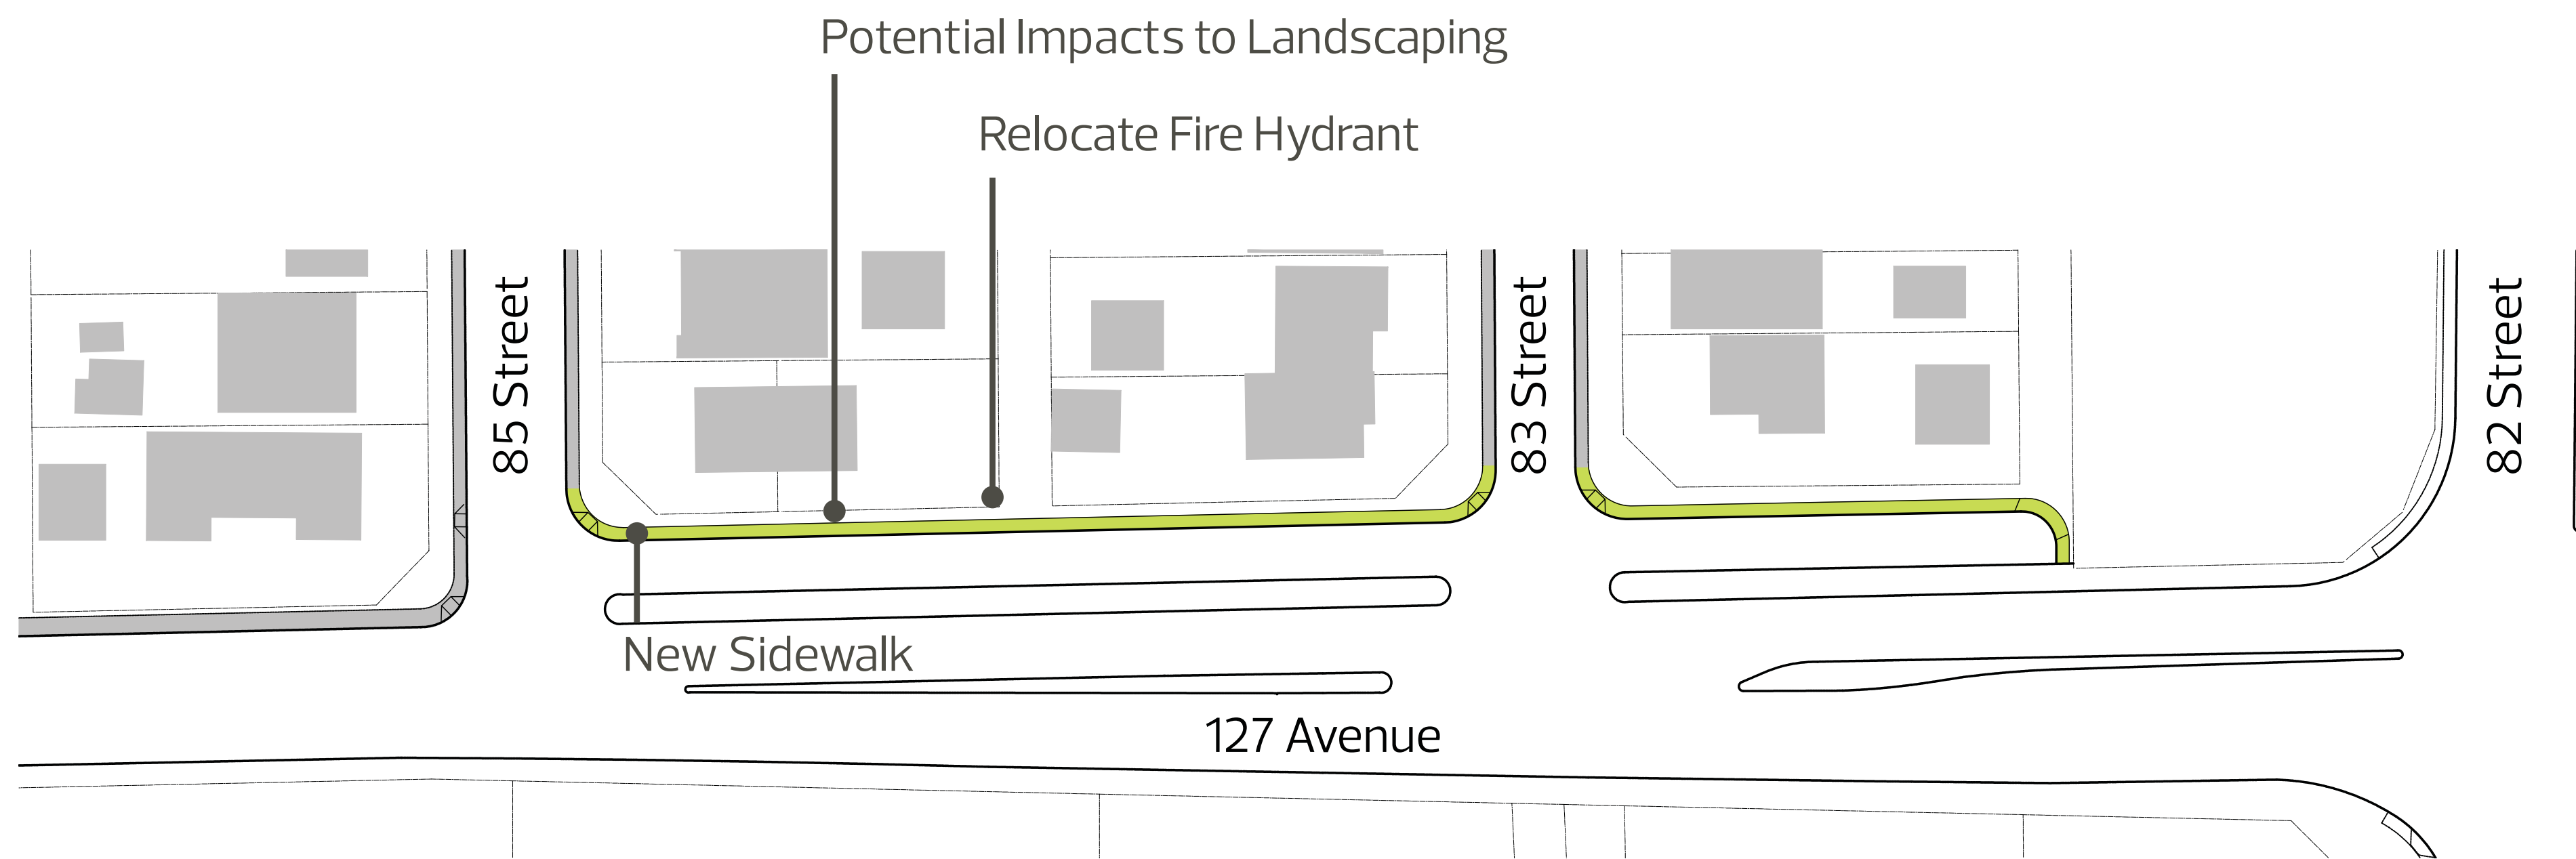 Potential Impacts to Landscaping
Relocate Fire Hydrant
85 Street
83 Street
82 Street
New Sidewalk
127 Avenue